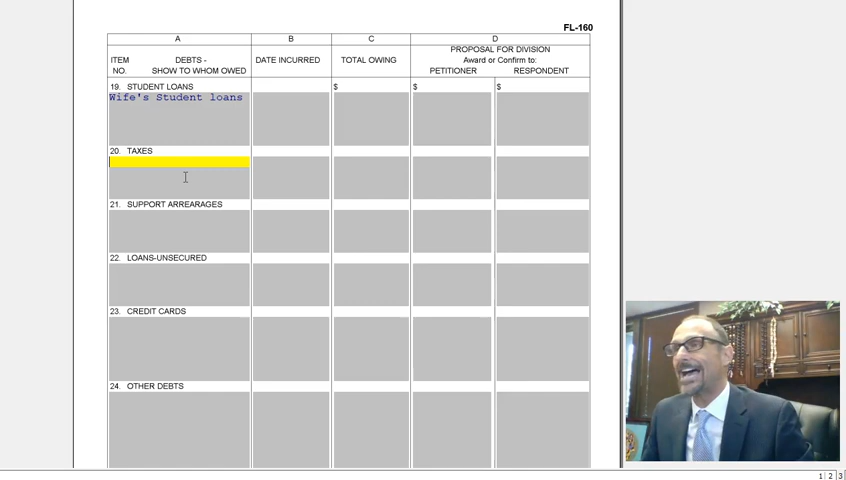 FL-160
A B C D
PROPOSAL FOR DIVISION
ITEM DEBTS - DATE INCURRED TOTAL OWING Award or Confirm to:
NO. SHOW TO WHOM OWED PETITIONER RESPONDENT
19. STUDENT LOANS $ $ $
Wife's Student loans
20. TAXES
21. SUPPORT ARREARAGES
22. LOANS-UNSECURED
23. CREDIT CARDS
24. OTHER DEBTS
1 2 3